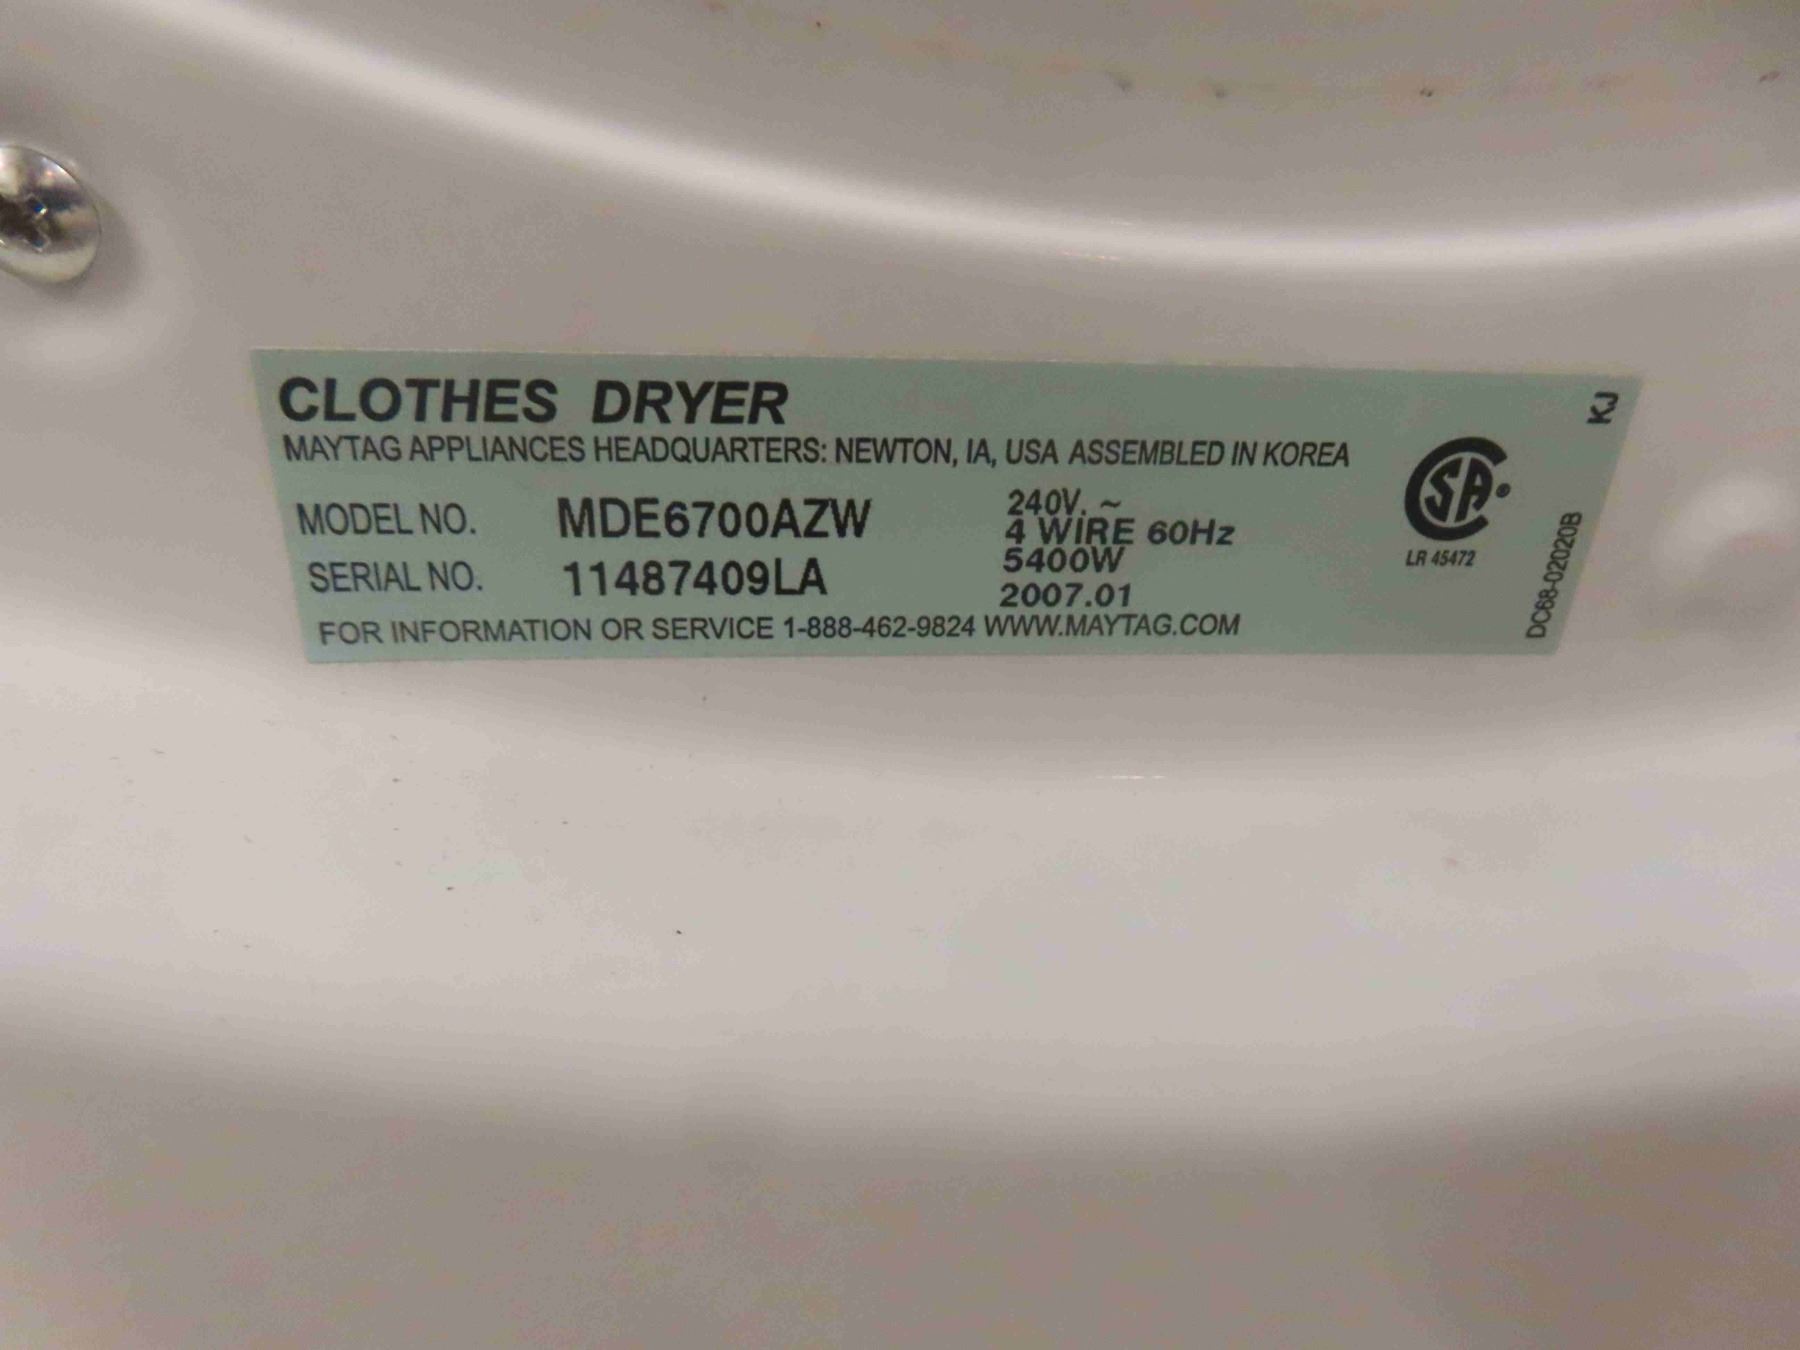 CLOTHES DRYER
MAYTAG APPLIANCES HEADQUARTERS: NEWTON, IA, USA ASSEMBLED IN KOREA
MODEL NO. MDE6700AZW
SERIAL NO. 11487409LA
240V. ~
4 WIRE 60Hz
5400W
2007.01
FOR INFORMATION OR SERVICE 1-888-462-9824 WWW.MAYTAG.COM
SA
LR 45472
KJ
DC68-02020B